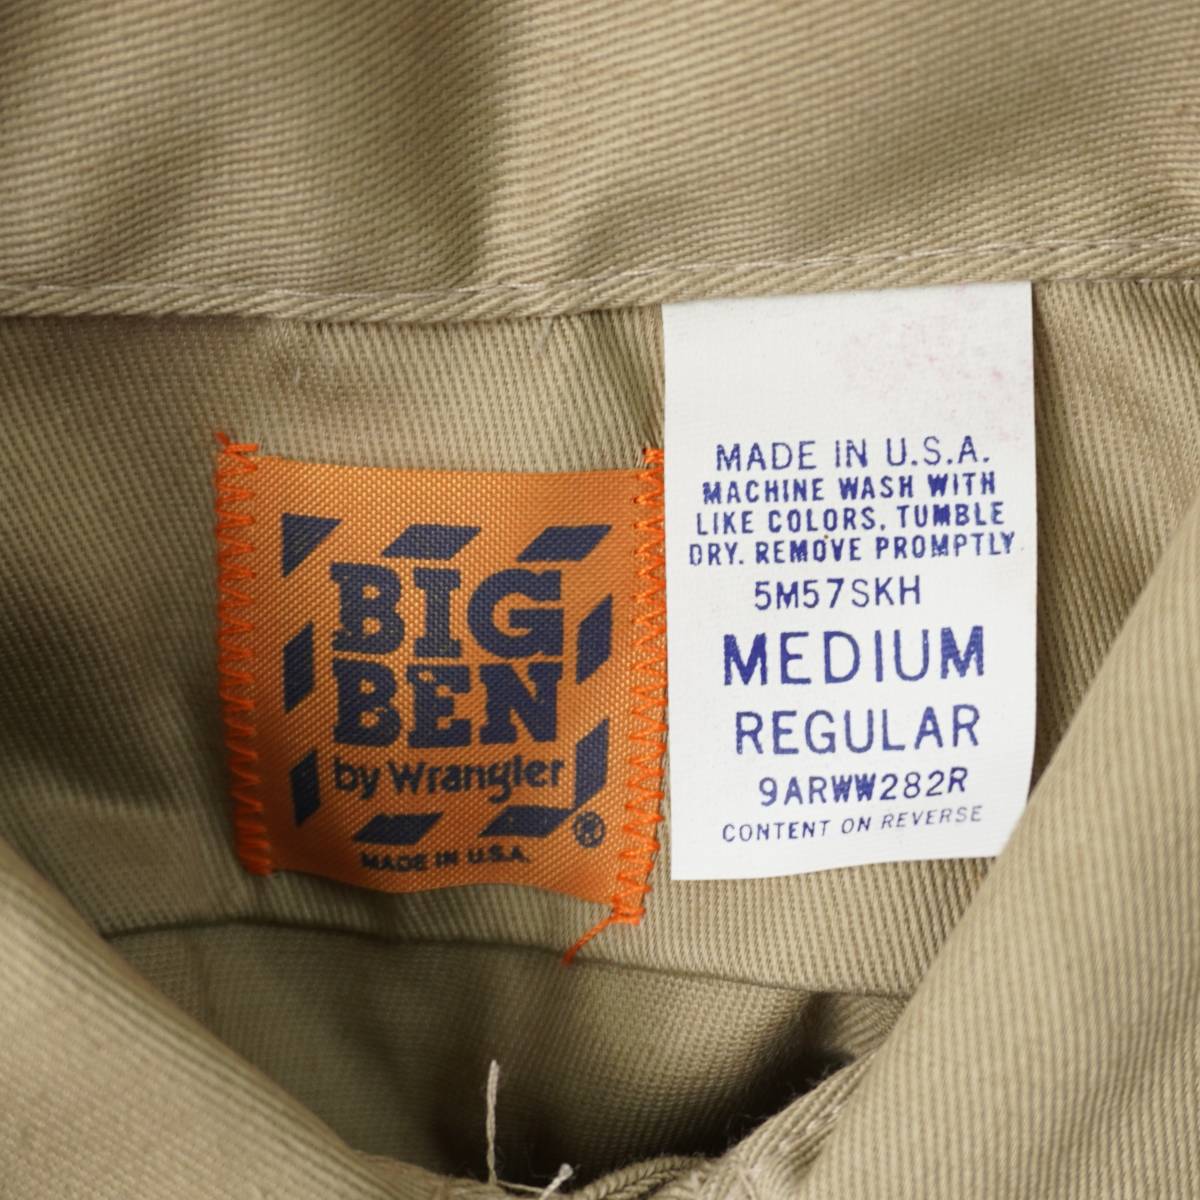 BIG
BEN
by Wrangler
®
MADE IN U.S.A.
MADE IN U.S.A.
MACHINE WASH WITH
LIKE COLORS, TUMBLE
DRY. REMOVE PROMPTLY
5M57SKH
MEDIUM
REGULAR
9ARWW282R
CONTENT ON REVERSE